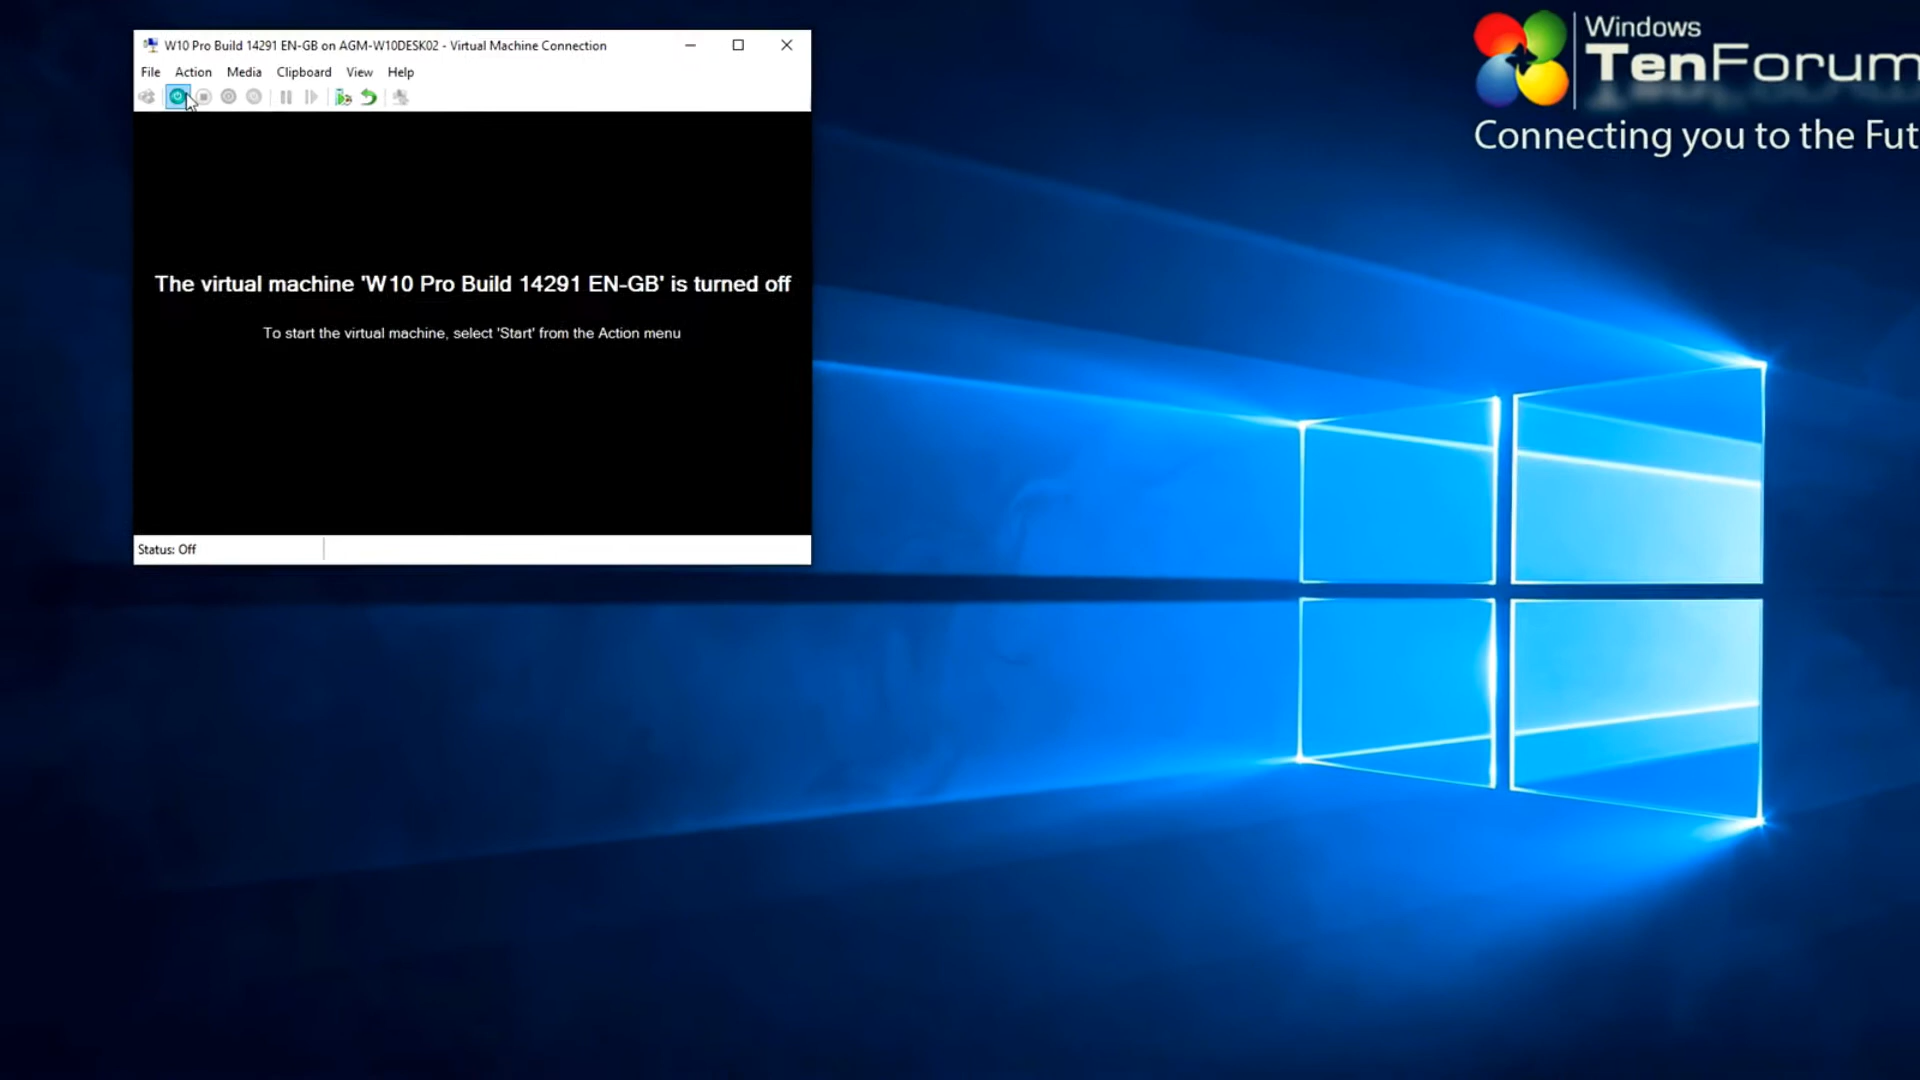 W10 Pro Build 14291 EN-GB on AGM-W10DESK02 - Virtual Machine Connection
File Action Media Clipboard View Help
The virtual machine 'W10 Pro Build 14291 EN-GB' is turned off
To start the virtual machine, select 'Start' from the Action menu
Status: Off
Windows
TenForum
Connecting you to the Fut